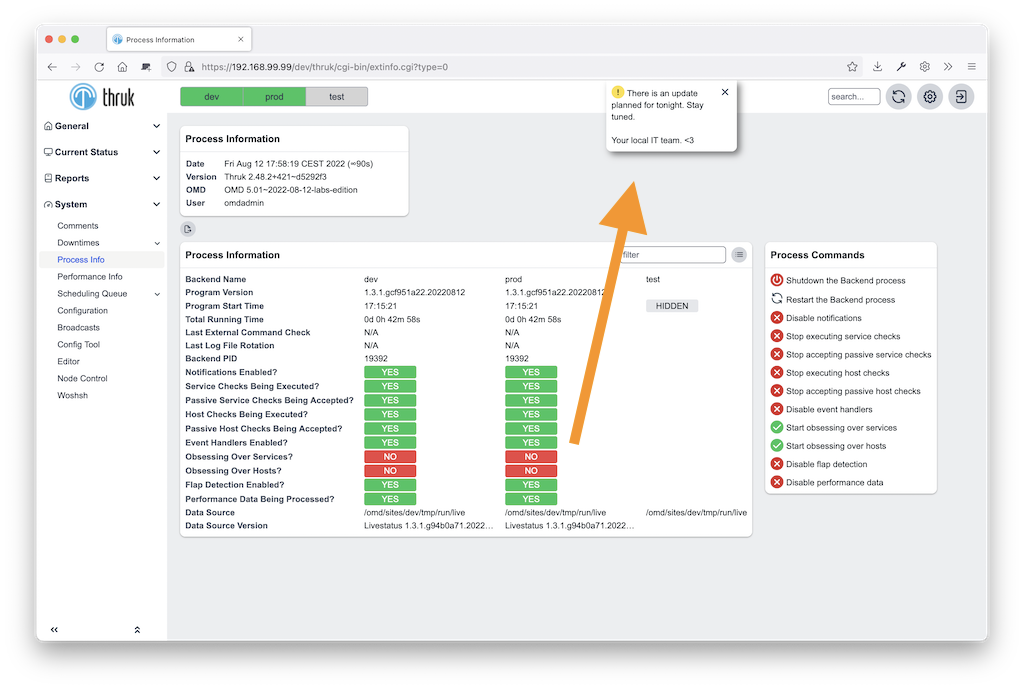 Process Information
https://192.168.99.99/dev/thruk/cgi-bin/extinfo.cgi?type=0
thruk
dev prod test
There is an update
planned for tonight. Stay
tuned.
Your local IT team. <3
search...
General
Current Status
Reports
System
Comments
Downtimes
Process Info
Performance Info
Scheduling Queue
Configuration
Broadcasts
Config Tool
Editor
Node Control
Woshsh
Process Information
Date Fri Aug 12 17:58:19 CEST 2022 (∞90s)
Version Thruk 2.48.2+421~d5292f3
OMD OMD 5.01~2022-08-12-labs-edition
User omdadmin
Process Information
filter
Backend Name dev prod test
Program Version 1.3.1.gcf951a22.20220812 1.3.1.gcf951a22.20220812
Program Start Time 17:15:21 17:15:21 HIDDEN
Total Running Time 0d 0h 42m 58s 0d 0h 42m 58s
Last External Command Check N/A N/A
Last Log File Rotation N/A N/A
Backend PID 19392 19392
Notifications Enabled? YES YES
Service Checks Being Executed? YES YES
Passive Service Checks Being Accepted? YES YES
Host Checks Being Executed? YES YES
Passive Host Checks Being Accepted? YES YES
Event Handlers Enabled? YES YES
Obsessing Over Services? NO NO
Obsessing Over Hosts? NO NO
Flap Detection Enabled? YES YES
Performance Data Being Processed? YES YES
Data Source /omd/sites/dev/tmp/run/live /omd/sites/dev/tmp/run/live /omd/sites/dev/tmp/run/live
Data Source Version Livestatus 1.3.1.g94b0a71.2022... Livestatus 1.3.1.g94b0a71.2022...
Process Commands
Shutdown the Backend process
Restart the Backend process
Disable notifications
Stop executing service checks
Stop accepting passive service checks
Stop executing host checks
Stop accepting passive host checks
Disable event handlers
Start obsessing over services
Start obsessing over hosts
Disable flap detection
Disable performance data